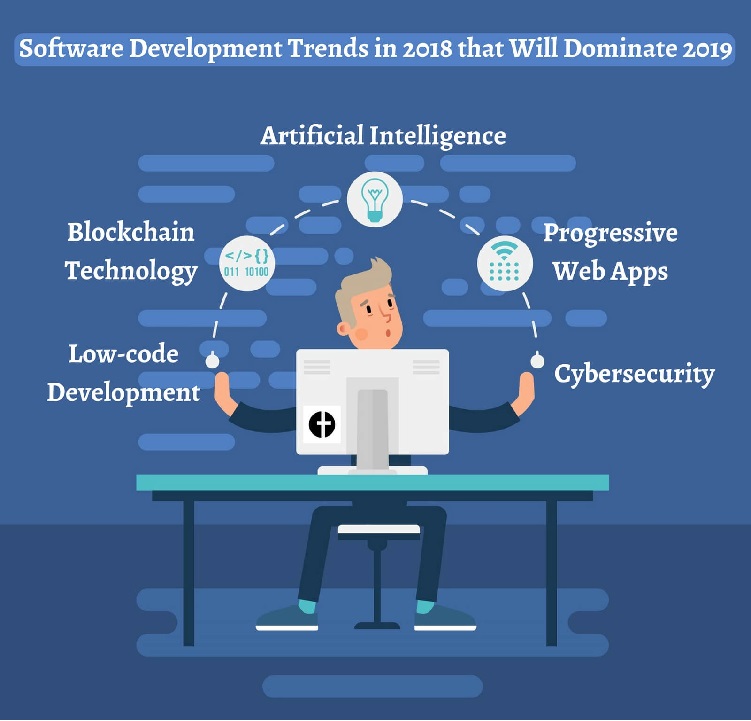 Software Development Trends in 2018 that Will Dominate 2019
Artificial Intelligence
Blockchain
Technology
</>{}
011 10100
Progressive
Web Apps
Low-code
Development
Cybersecurity